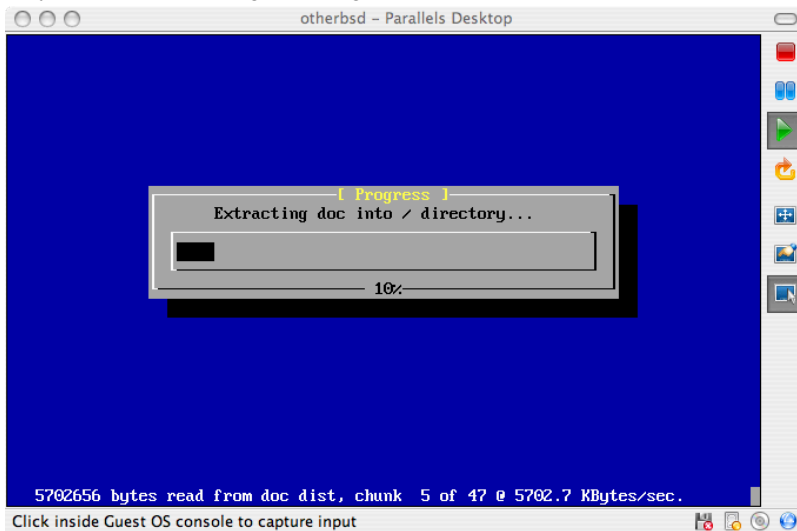 otherbsd – Parallels Desktop
[ Progress ]
Extracting doc into / directory...
10%
5702656 bytes read from doc dist, chunk 5 of 47 @ 5702.7 KBytes/sec.
Click inside Guest OS console to capture input